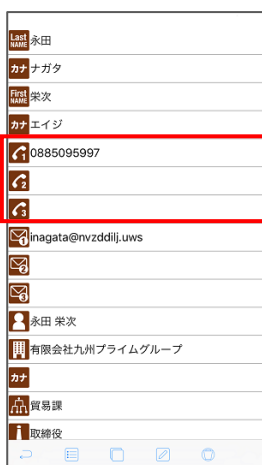 Last NAME 永田
カナ ナガタ
First NAME 栄次
カナ エイジ
1 0885095997
2
3
1 inagata@nvzddilj.uws
2
3
永田 栄次
有限会社九州プライムグループ
カナ
貿易課
取締役